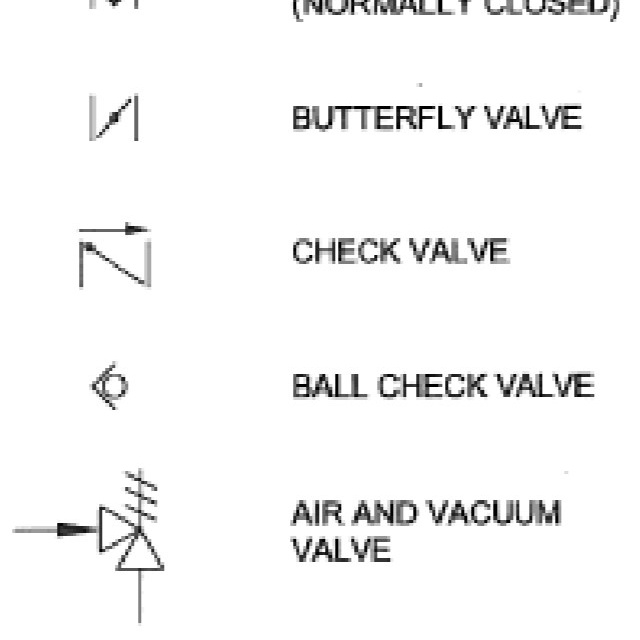 (NORMALLY CLOSED)
BUTTERFLY VALVE
CHECK VALVE
BALL CHECK VALVE
AIR AND VACUUM
VALVE